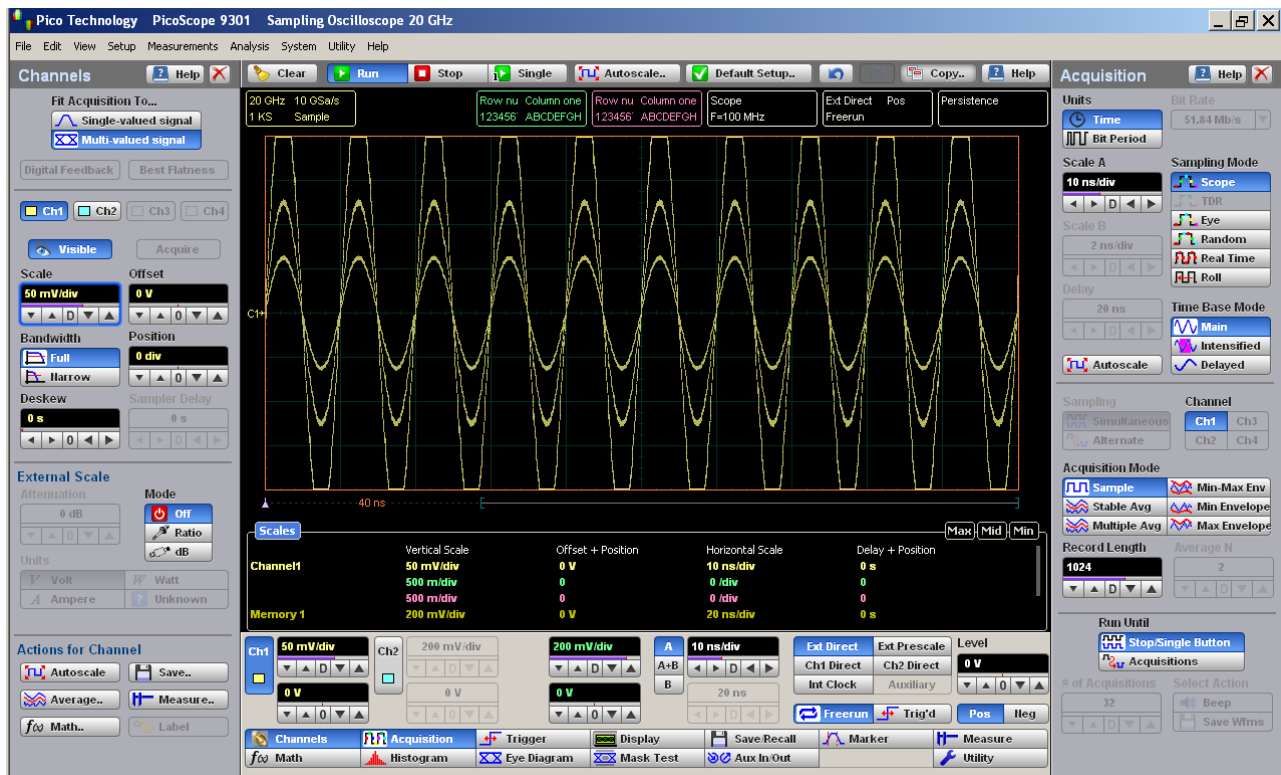 Pico Technology PicoScope 9301 Sampling Oscilloscope 20 GHz
File Edit View Setup Measurements Analysis System Utility Help
Channels Help
Fit Acquisition To...
Single-valued signal
Multi-valued signal
Digital Feedback Best Flatness
Ch1 Ch2 Ch3 Ch4
Visible Acquire
Scale Offset
50 mV/div 0 V
D 0
Bandwidth Position
Full 0 div
Narrow 0
Deskew Sampler Delay
0 s 0 s
0 0
External Scale
Attenuation Mode
0 dB Off
0 Ratio
dB
Units
V Volt W Watt
A Ampere ? Unknown
Actions for Channel
Autoscale Save..
Average.. Measure..
f(x) Math.. Label
Clear Run Stop Single Autoscale.. Default Setup.. Copy.. Help
20 GHz 10 GSa/s
1 KS Sample
Row nu Column one
123456 ABCDEFGH
Row nu Column one
123456 ABCDEFGH
Scope
F=100 MHz
Ext Direct Pos
Freerun
Persistence
C1
40 ns
Scales Max Mid Min
Vertical Scale Offset + Position Horizontal Scale Delay + Position
Channel1 50 mV/div 0 V 10 ns/div 0 s
500 m/div 0 0 /div 0
500 m/div 0 0 /div 0
Memory 1 200 mV/div 0 V 20 ns/div 0 s
Ch1 50 mV/div Ch2 200 mV/div 200 mV/div A 10 ns/div Ext Direct Ext Prescale Level
D D D A+B D Ch1 Direct Ch2 Direct 0 V
0 V 0 V 0 V B 20 ns Int Clock Auxiliary 0
0 0 0 D Freerun Trig'd Pos Neg
Channels Acquisition Trigger Display Save/Recall Marker Measure
f(x) Math Histogram Eye Diagram Mask Test Aux In/Out Utility
Acquisition Help
Units Bit Rate
Time 51.84 Mb/s
Bit Period
Scale A Sampling Mode
10 ns/div Scope
D TDR
Scale B Eye
2 ns/div Random
D Real Time
Roll
Delay
20 ns Time Base Mode
D Main
Intensified
Autoscale Delayed
Sampling Channel
Simultaneous Ch1 Ch3
Alternate Ch2 Ch4
Acquisition Mode
Sample Min-Max Env
Stable Avg Min Envelope
Multiple Avg Max Envelope
Record Length Average N
1024 2
D D
Run Until
Stop/Single Button
Acquisitions
# of Acquisitions Select Action
32 Beep
D Save Wfms